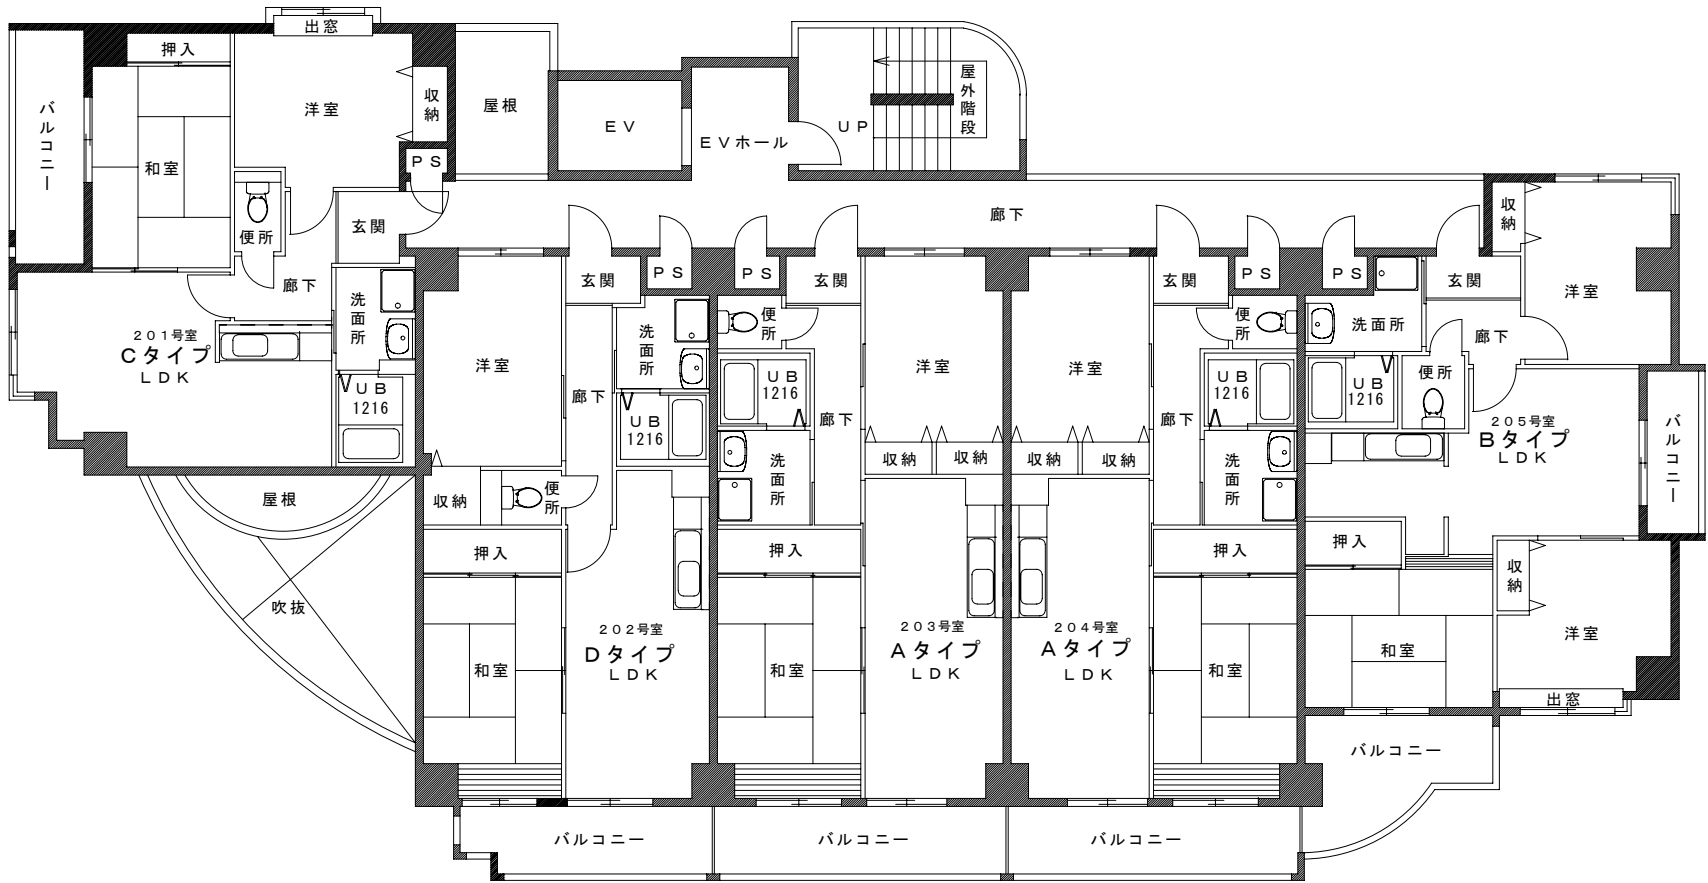 出窓
押入
バルコニー
洋室
収納
和室
屋根
EV
EVホール
UP
屋外階段
PS
便所
玄関
廊下
廊下
洗面所
201号室
Cタイプ
LDK
UB
1216
屋根
吹抜
玄関
PS
洋室
廊下
洗面所
UB
1216
収納
便所
押入
和室
202号室
Dタイプ
LDK
バルコニー
PS
玄関
便所
UB
1216
廊下
洗面所
洋室
収納
収納
押入
和室
203号室
Aタイプ
LDK
バルコニー
玄関
PS
便所
洋室
UB
1216
廊下
洗面所
収納
収納
押入
和室
204号室
Aタイプ
LDK
バルコニー
PS
玄関
収納
洋室
洗面所
廊下
UB
1216
便所
205号室
Bタイプ
LDK
バルコニー
押入
収納
洋室
和室
出窓
バルコニー